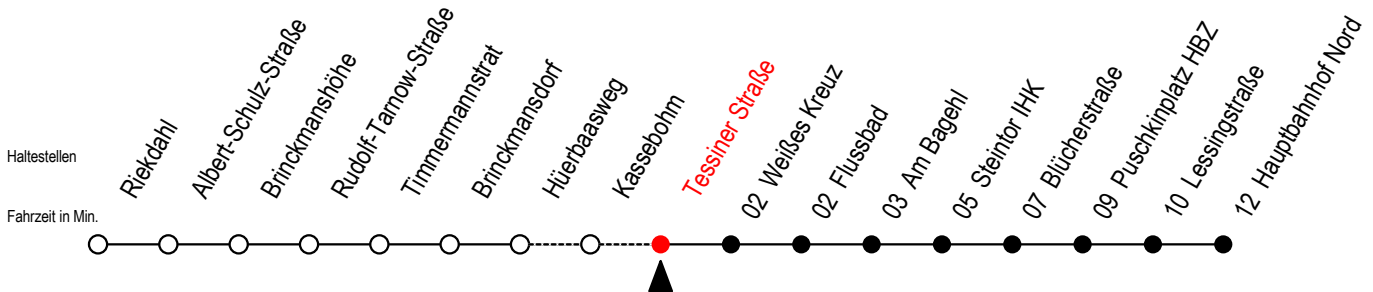 Haltestellen
Fahrzeit in Min.
Riekdahl
Albert-Schulz-Straße
Brinckmanshöhe
Rudolf-Tarnow-Straße
Timmermannstrat
Brinckmansdorf
Hüerbaasweg
Kassebohm
Tessiner Straße
02 Weißes Kreuz
02 Flussbad
03 Am Bagehl
05 Steintor IHK
07 Blücherstraße
09 Puschkinplatz HBZ
10 Lessingstraße
12 Hauptbahnhof Nord